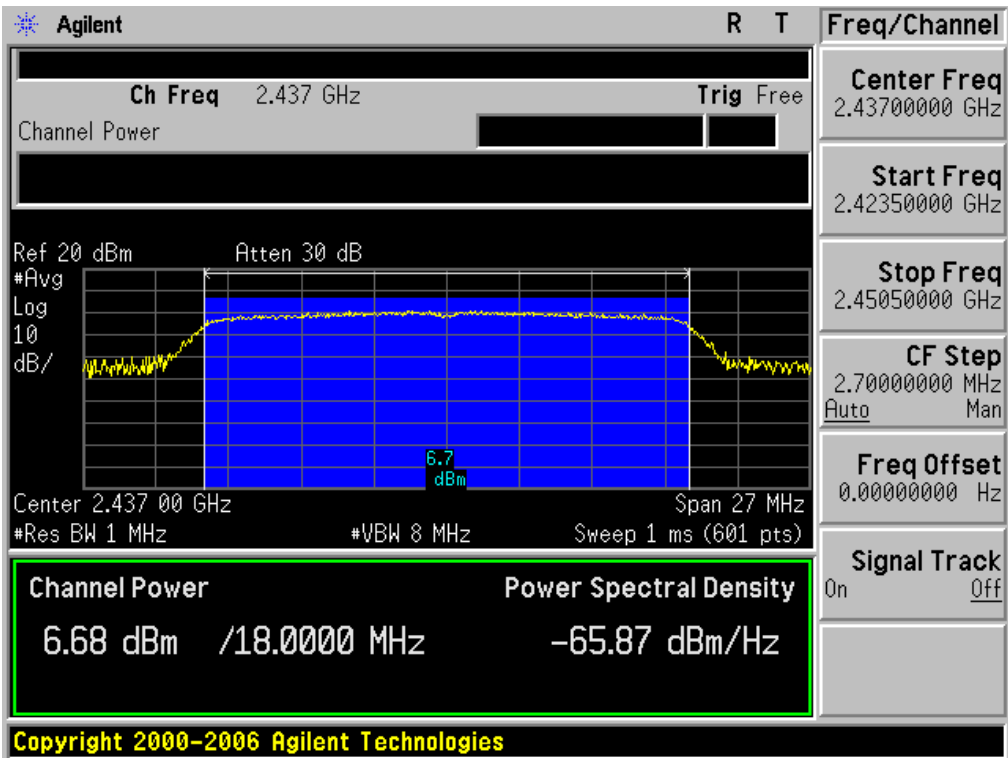 Agilent R T Freq/Channel
Ch Freq 2.437 GHz Trig Free
Channel Power
Center Freq
2.43700000 GHz
Start Freq
2.42350000 GHz
Stop Freq
2.45050000 GHz
CF Step
2.70000000 MHz
Auto Man
Freq Offset
0.00000000 Hz
Signal Track
On Off
Ref 20 dBm Atten 30 dB
#Avg
Log
10
dB/
6.7
dBm
Center 2.437 00 GHz Span 27 MHz
#Res BW 1 MHz #VBW 8 MHz Sweep 1 ms (601 pts)
Channel Power Power Spectral Density
6.68 dBm /18.0000 MHz -65.87 dBm/Hz
Copyright 2000-2006 Agilent Technologies